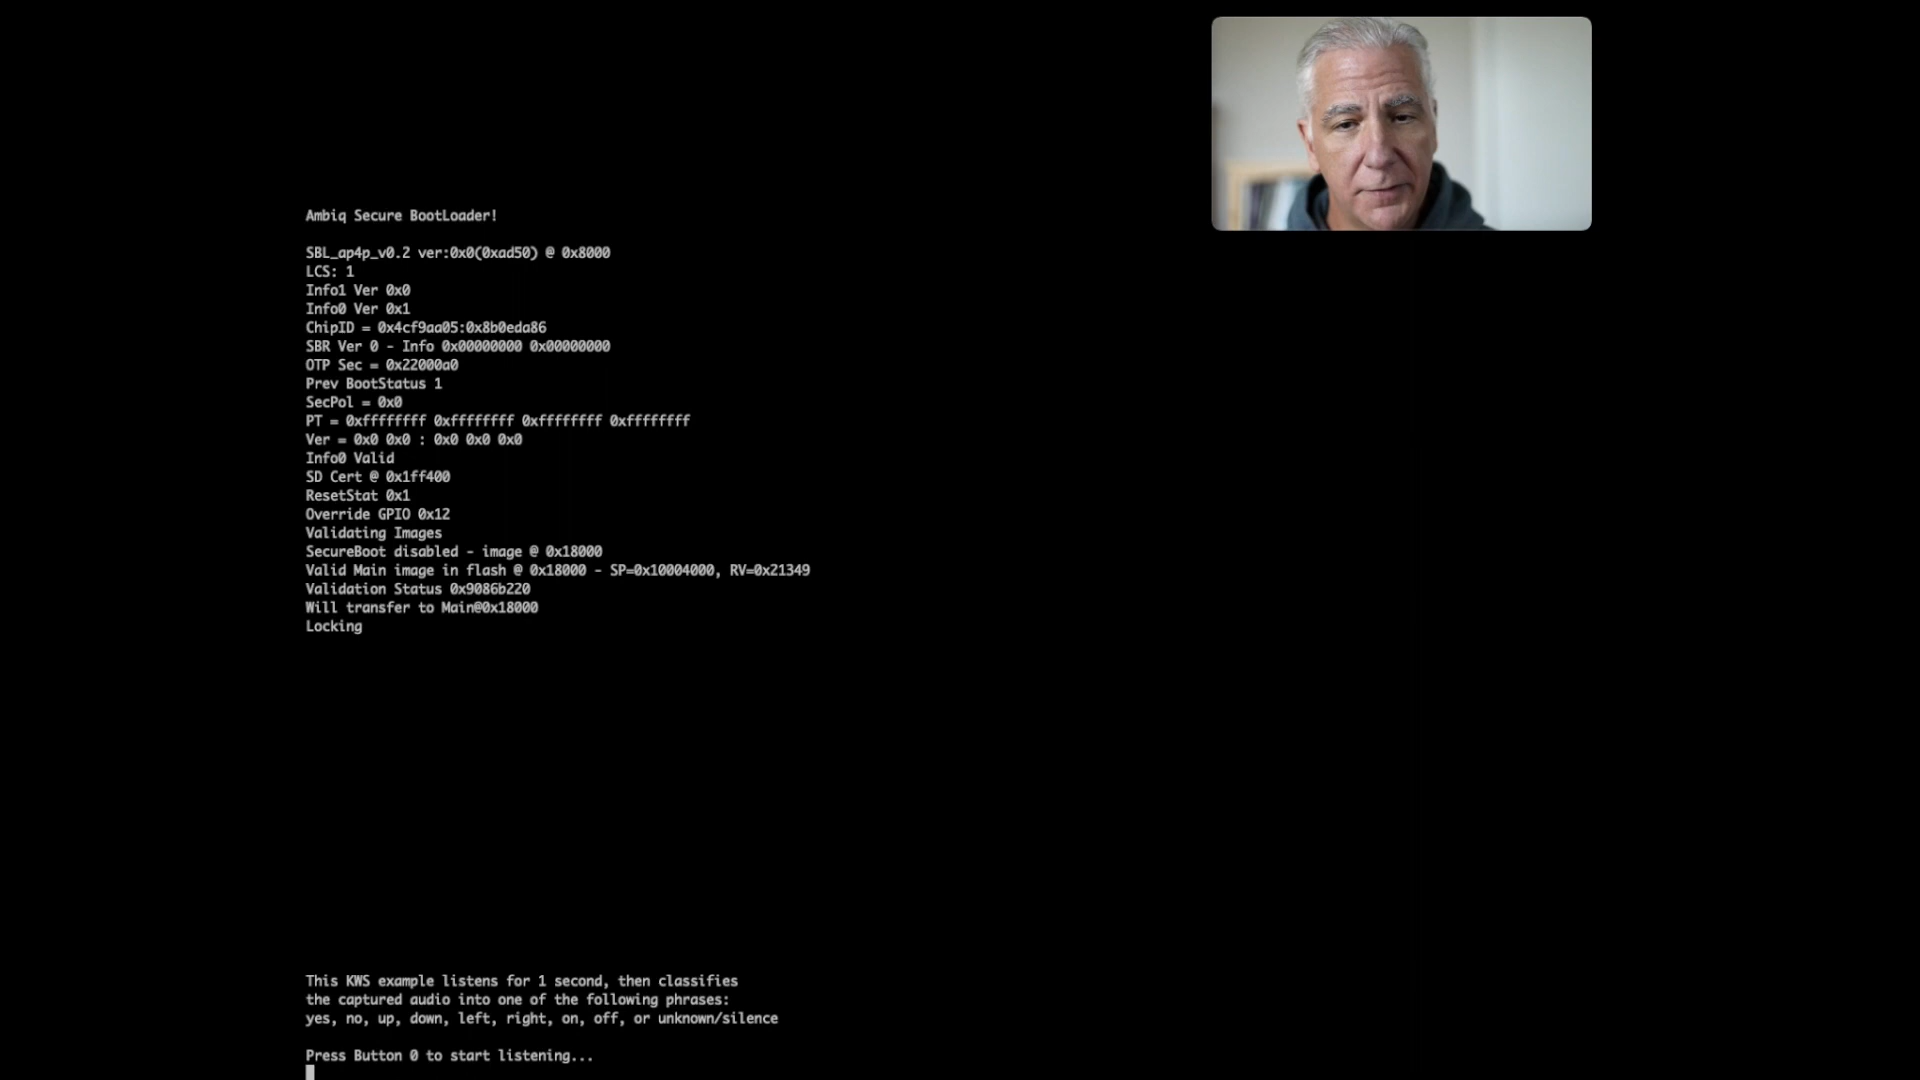 Ambiq Secure BootLoader!
SBL_ap4p_v0.2 ver:0x0(0xad50) @ 0x8000
LCS: 1
Info1 Ver 0x0
Info0 Ver 0x1
ChipID = 0x4cf9aa05:0x8b0eda86
SBR Ver 0 - Info 0x00000000 0x00000000
OTP Sec = 0x22000a0
Prev BootStatus 1
SecPol = 0x0
PT = 0xffffffff 0xffffffff 0xffffffff 0xffffffff
Ver = 0x0 0x0 : 0x0 0x0 0x0
Info0 Valid
SD Cert @ 0x1ff400
ResetStat 0x1
Override GPIO 0x12
Validating Images
SecureBoot disabled - image @ 0x18000
Valid Main image in flash @ 0x18000 - SP=0x10004000, RV=0x21349
Validation Status 0x9086b220
Will transfer to Main@0x18000
Locking
This KWS example listens for 1 second, then classifies
the captured audio into one of the following phrases:
yes, no, up, down, left, right, on, off, or unknown/silence
Press Button 0 to start listening...